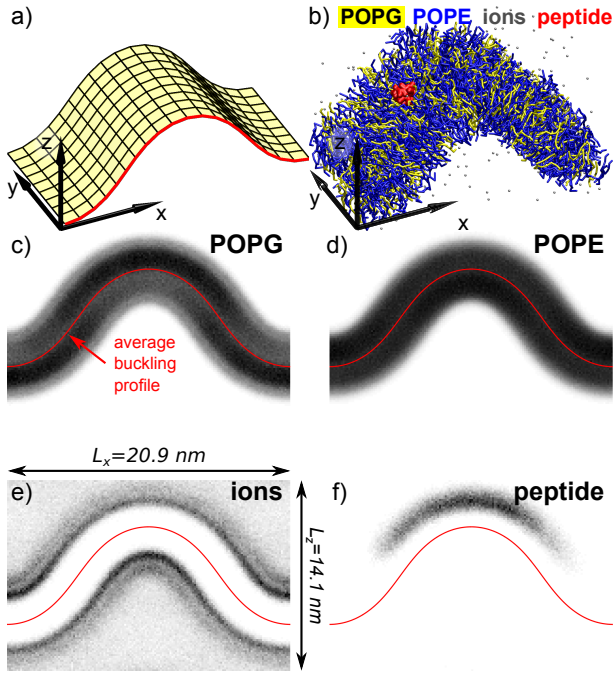 a)
z
y
x
b) POPG POPE ions peptide
z
y
x
c) POPG
average
buckling
profile
d) POPE
Lx=20.9 nm
e) ions
Lz=14.1 nm
f) peptide